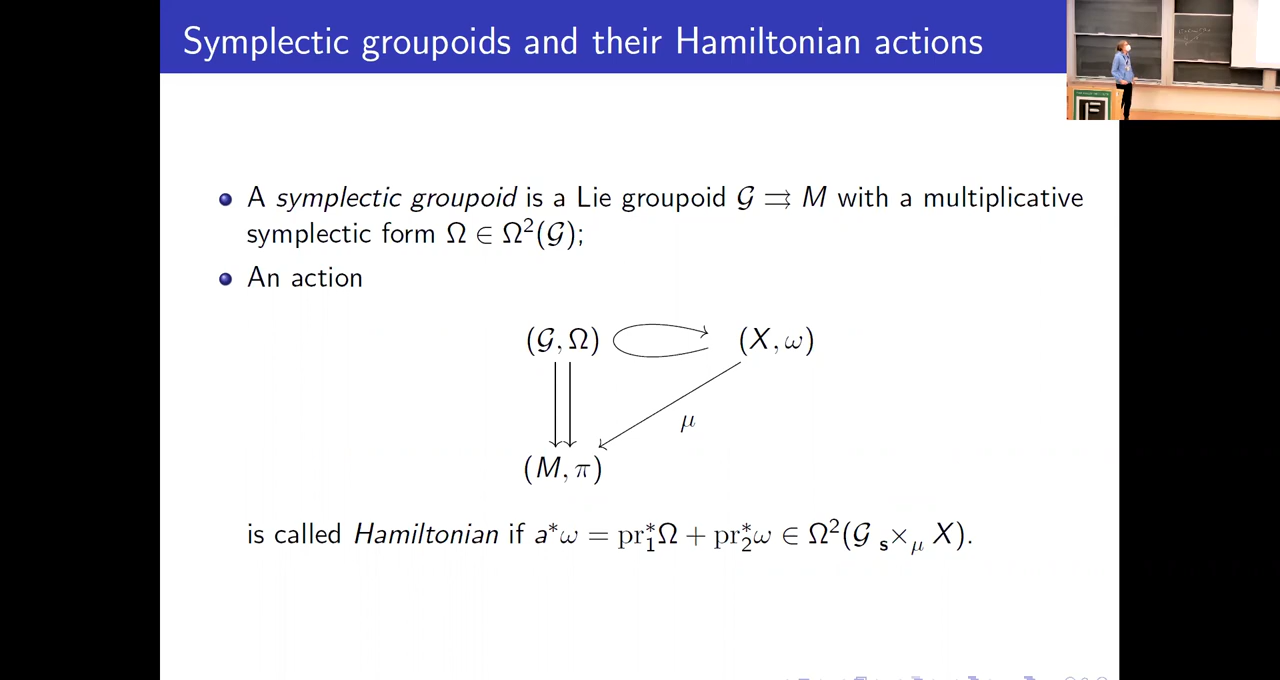 Symplectic groupoids and their Hamiltonian actions
A symplectic groupoid is a Lie groupoid 𝒢 ⇉ M with a multiplicative
symplectic form Ω ∈ Ω²(𝒢);
An action
(𝒢, Ω) (X, ω)
μ
(M, π)
is called Hamiltonian if a*ω = pr₁*Ω + pr₂*ω ∈ Ω²(𝒢 ₛ×_μ X).